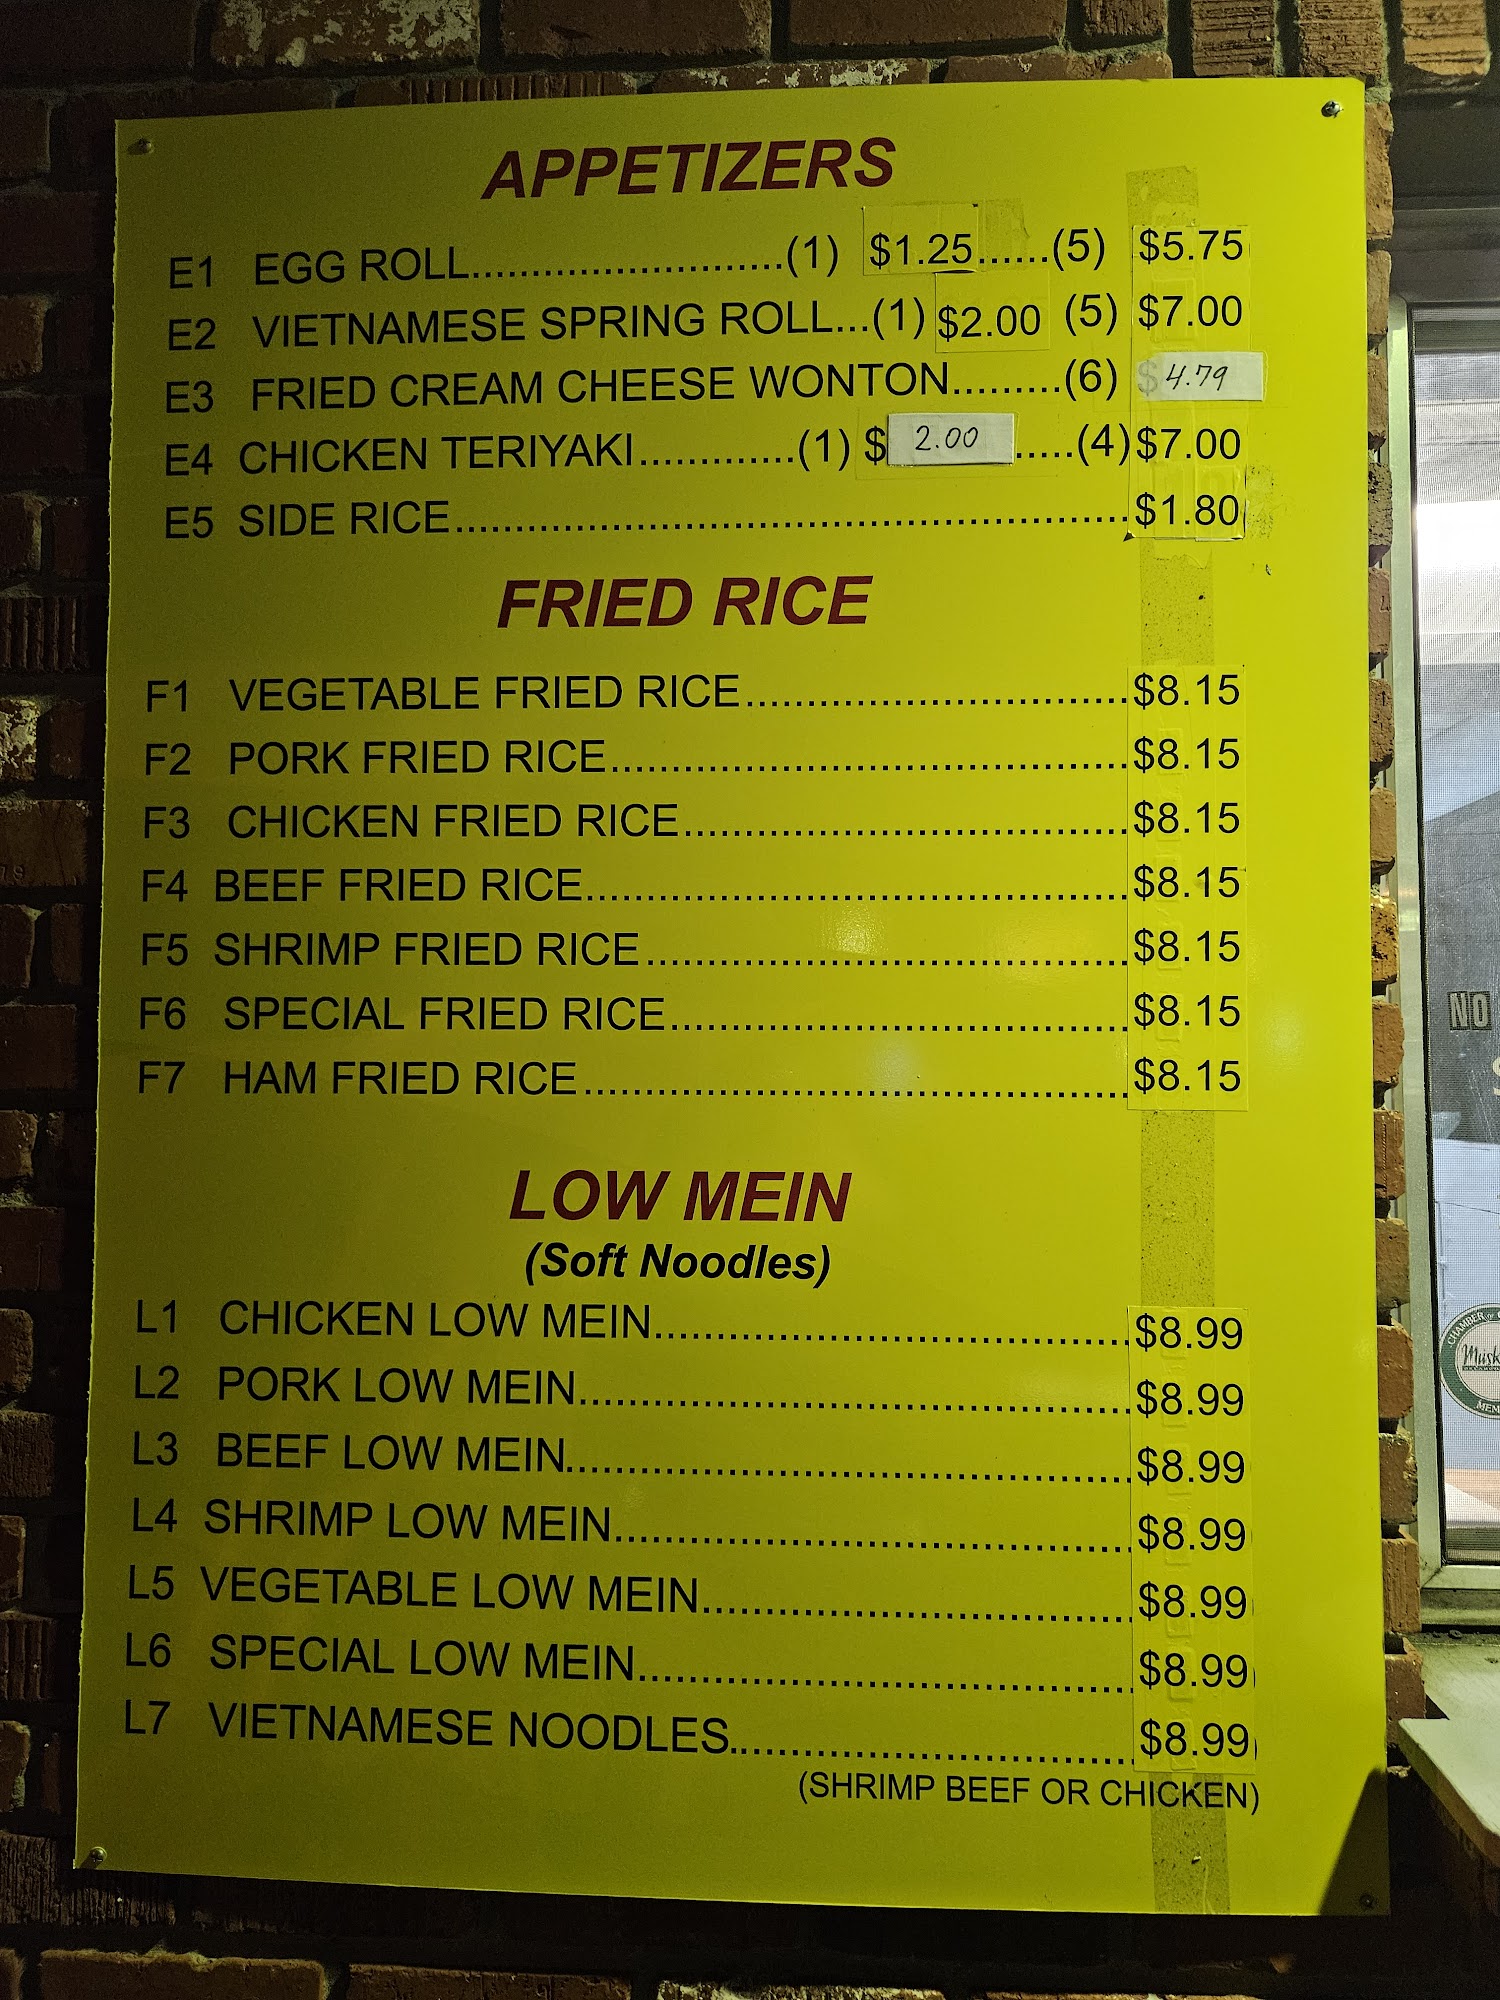 APPETIZERS
E1 EGG ROLL..........................(1) $1.25......(5) $5.75
E2 VIETNAMESE SPRING ROLL...(1) $2.00 (5) $7.00
E3 FRIED CREAM CHEESE WONTON.........(6) $4.79
E4 CHICKEN TERIYAKI.............(1) $ 2.00 .....(4) $7.00
E5 SIDE RICE........................................................$1.80
FRIED RICE
F1 VEGETABLE FRIED RICE...............................$8.15
F2 PORK FRIED RICE..........................................$8.15
F3 CHICKEN FRIED RICE....................................$8.15
F4 BEEF FRIED RICE............................................$8.15
F5 SHRIMP FRIED RICE.......................................$8.15
F6 SPECIAL FRIED RICE.....................................$8.15
F7 HAM FRIED RICE............................................$8.15
LOW MEIN
(Soft Noodles)
L1 CHICKEN LOW MEIN.......................................$8.99
L2 PORK LOW MEIN.............................................$8.99
L3 BEEF LOW MEIN..............................................$8.99
L4 SHRIMP LOW MEIN..........................................$8.99
L5 VEGETABLE LOW MEIN...................................$8.99
L6 SPECIAL LOW MEIN........................................$8.99
L7 VIETNAMESE NOODLES.................................$8.99
(SHRIMP BEEF OR CHICKEN)
NO
CHAMBER